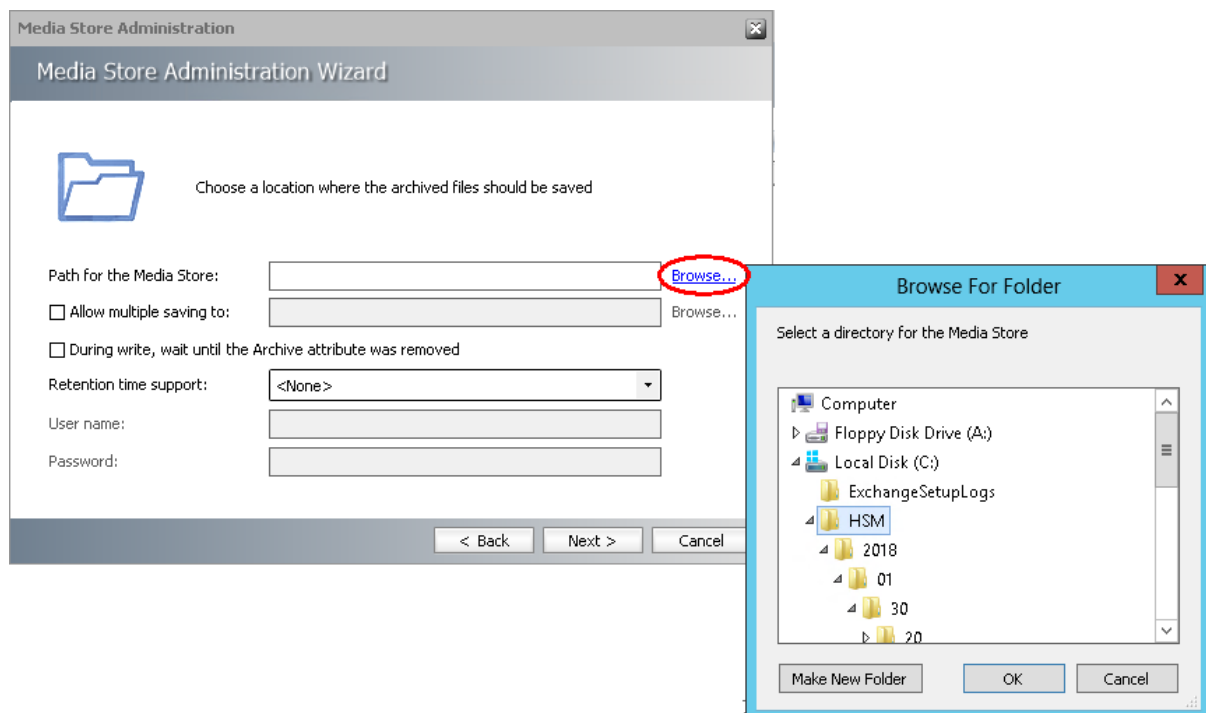 Media Store Administration
Media Store Administration Wizard
Choose a location where the archived files should be saved
Path for the Media Store: Browse...
Allow multiple saving to: Browse...
During write, wait until the Archive attribute was removed
Retention time support: <None>
User name:
Password:
< Back Next > Cancel
Browse For Folder
x
Select a directory for the Media Store
Computer
Floppy Disk Drive (A:)
Local Disk (C:)
ExchangeSetupLogs
HSM
2018
01
30
20
Make New Folder OK Cancel